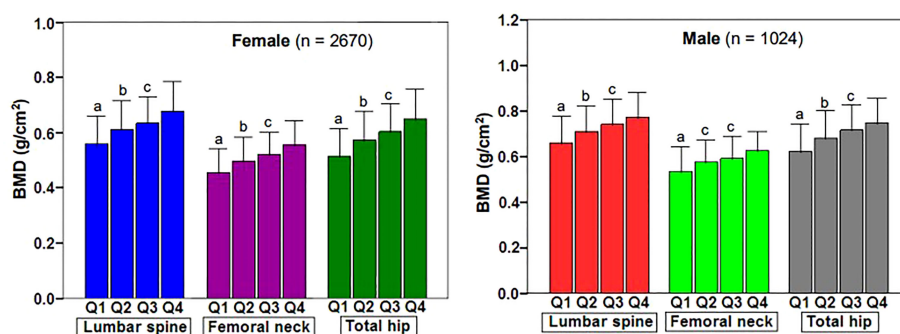 Female (n = 2670)
BMD (g/cm²)
1.0
0.8
0.6
0.4
0.2
0.0
a b c
a b c
a b c
Q1 Q2 Q3 Q4 Q1 Q2 Q3 Q4 Q1 Q2 Q3 Q4
Lumbar spine Femoral neck Total hip
Male (n = 1024)
BMD (g/cm²)
1.2
1.0
0.8
0.6
0.4
0.2
0.0
a b c
a c c
a b c
Q1 Q2 Q3 Q4 Q1 Q2 Q3 Q4 Q1 Q2 Q3 Q4
Lumbar spine Femoral neck Total hip